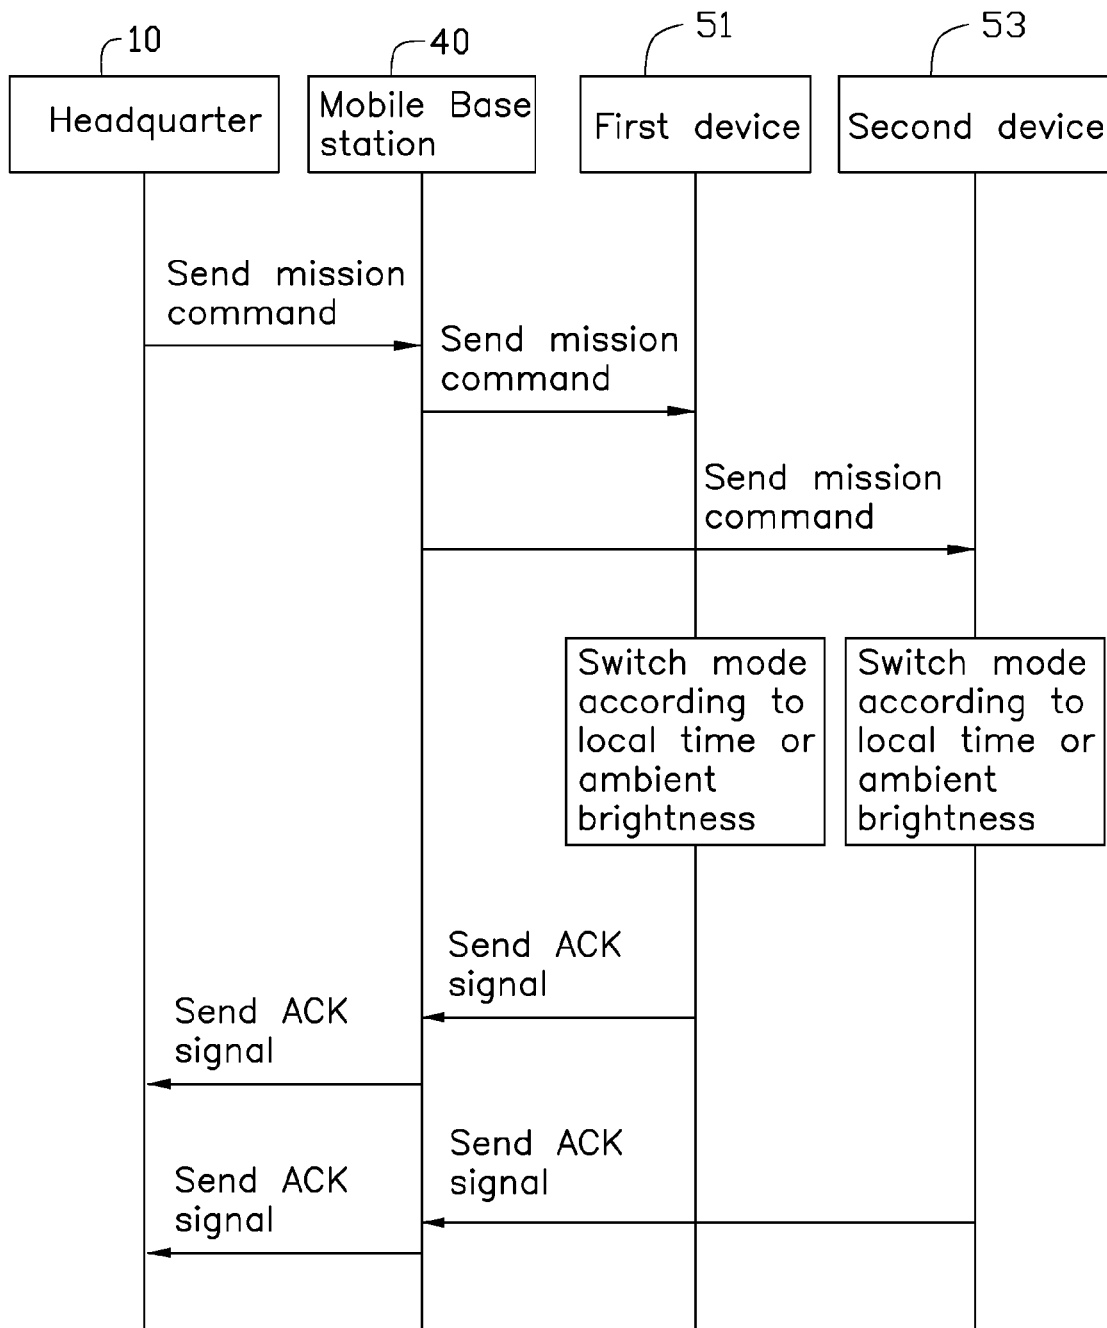 10
40
51
53
Headquarter
Mobile Base
station
First device
Second device
Send mission
command
Send mission
command
Send mission
command
Switch mode
according to
local time or
ambient
brightness
Switch mode
according to
local time or
ambient
brightness
Send ACK
signal
Send ACK
signal
Send ACK
signal
Send ACK
signal